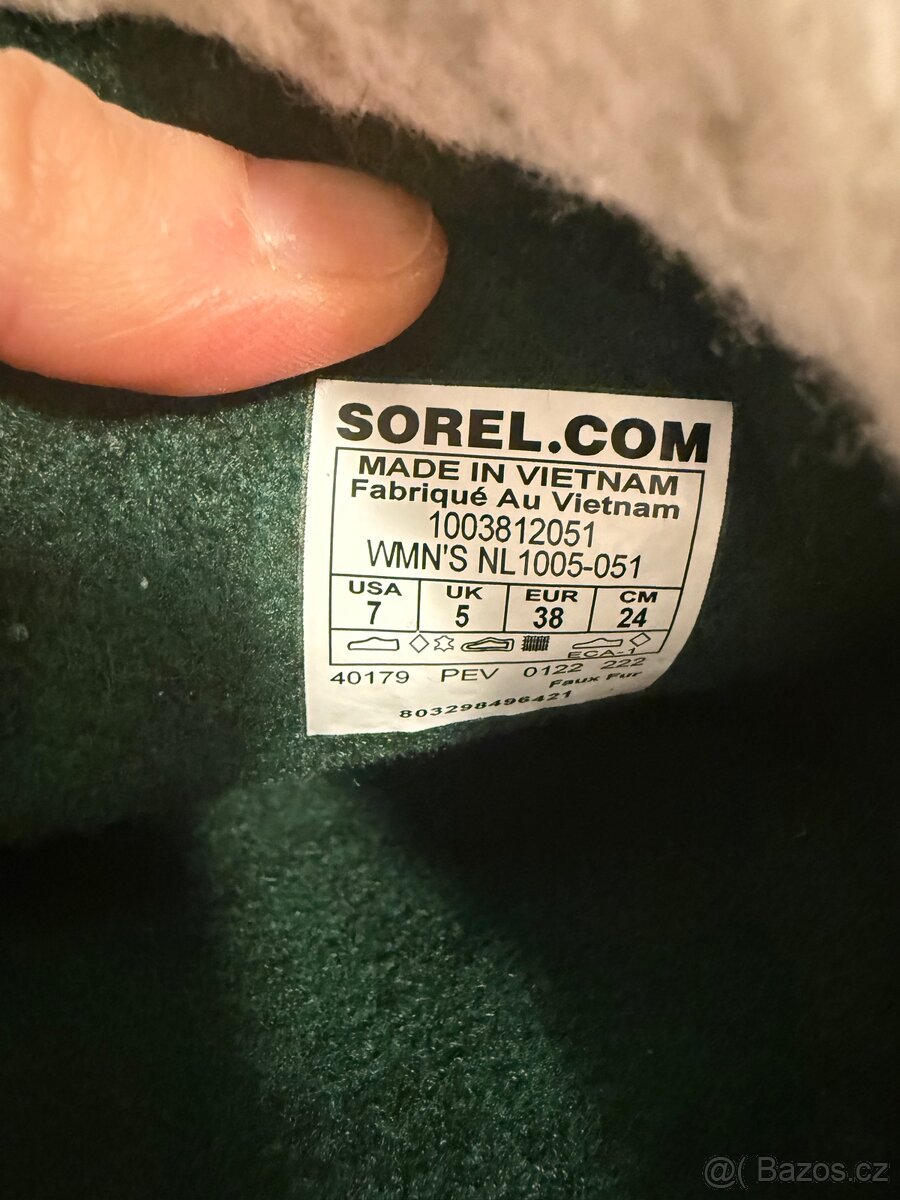 SOREL.COM
MADE IN VIETNAM
Fabriqué Au Vietnam
1003812051
WMN'S NL1005-051
USA UK EUR CM
7 5 38 24
ECA-1
40179 PEV 0122 222
Faux Fur
803298496421
@( Bazos.cz